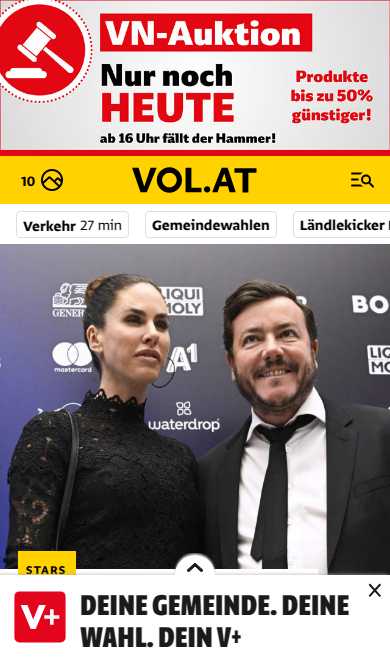 VN-Auktion
Nur noch
HEUTE
ab 16 Uhr fällt der Hammer!
Produkte
bis zu 50%
günstiger!
10
VOL.AT
Verkehr 27 min
Gemeindewahlen
Ländlekicker
GENER
LIQUI
MOLY
BO
mastercard
A1
LIQ
MO
waterdrop
STARS
V+
DEINE GEMEINDE. DEINE
WAHL. DEIN V+